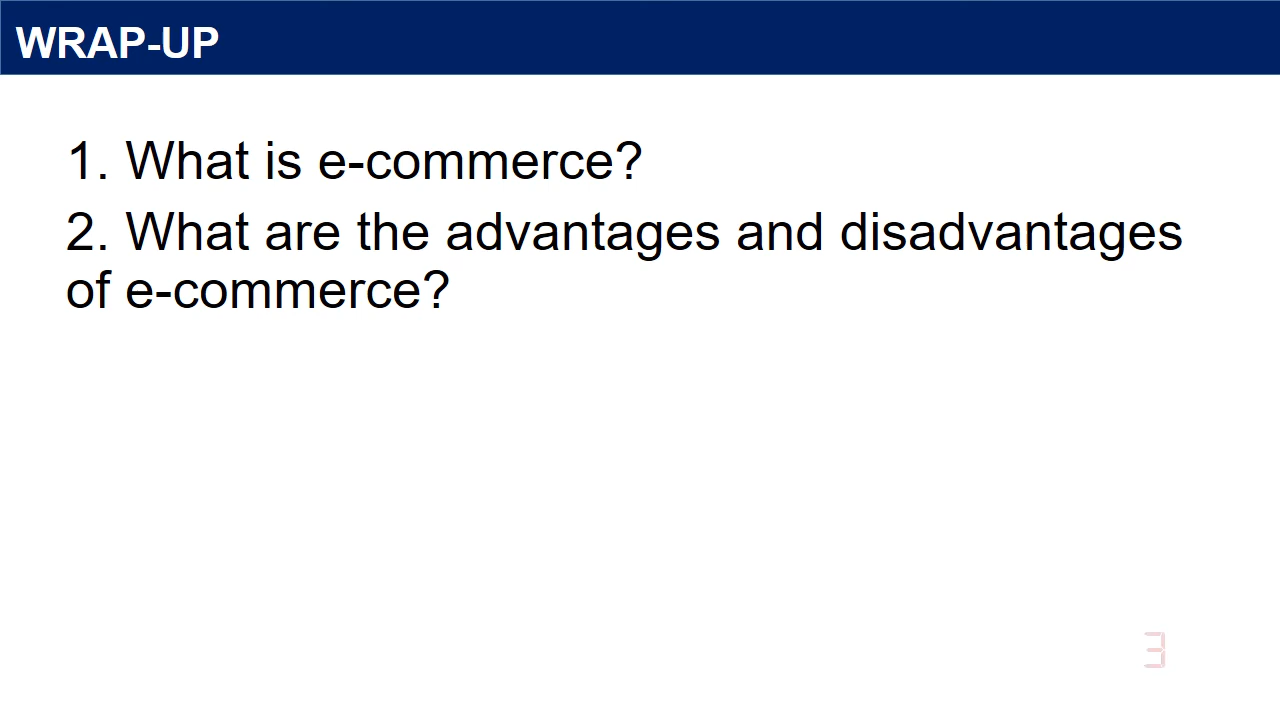 WRAP-UP
1. What is e-commerce?
2. What are the advantages and disadvantages
of e-commerce?
3